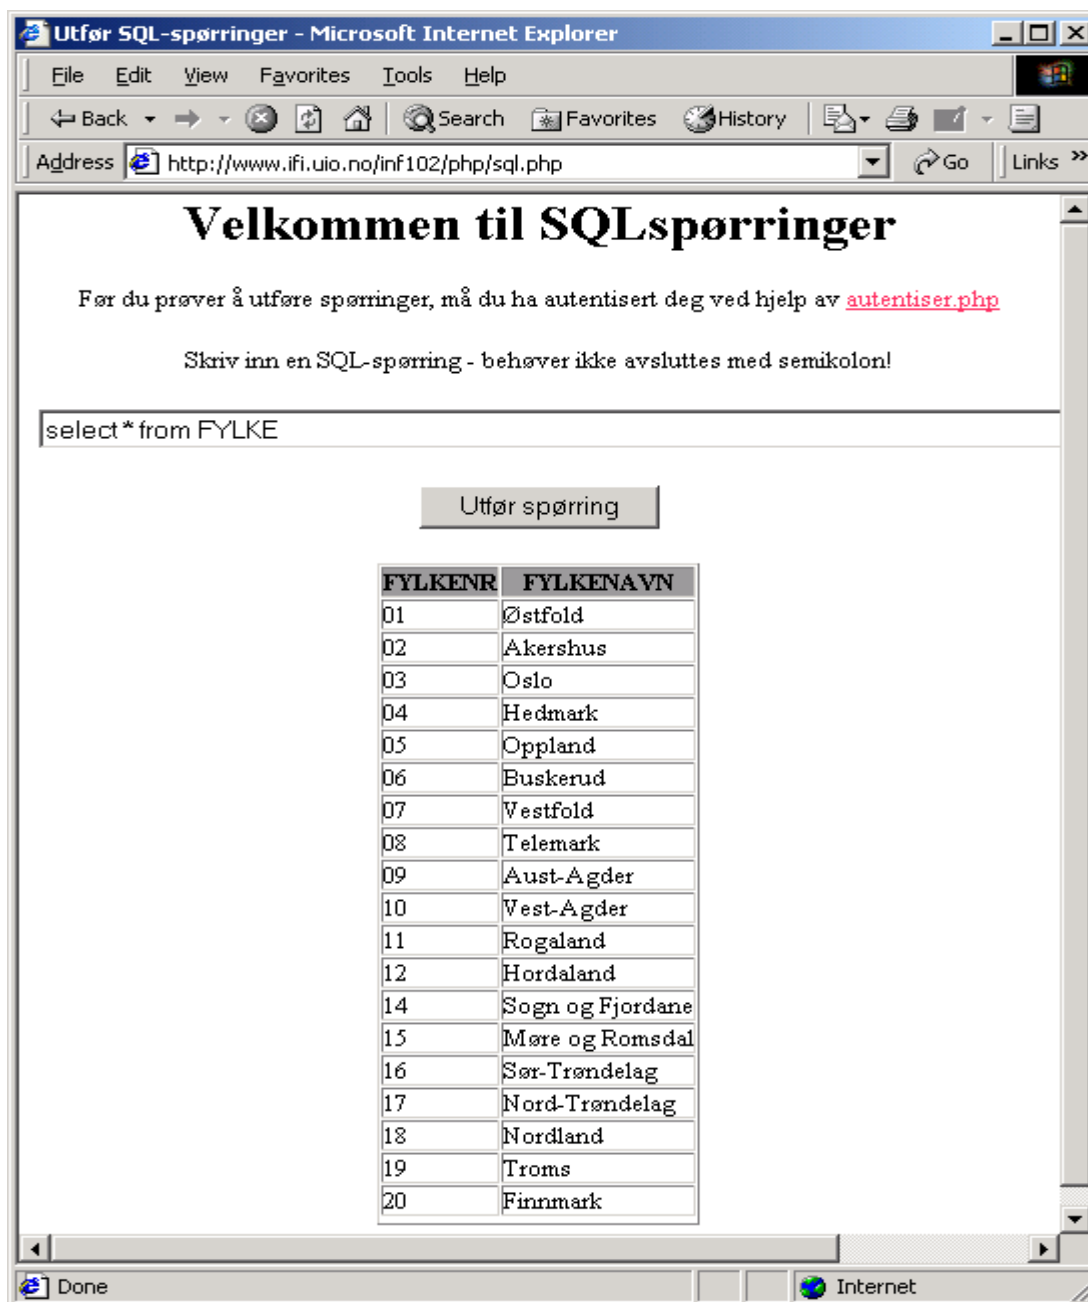 Utfør SQL-spørringer - Microsoft Internet Explorer
File Edit View Favorites Tools Help
Back Search Favorites History
Address http://www.ifi.uio.no/inf102/php/sql.php Go Links »
Velkommen til SQLspørringer
Før du prøver å utføre spørringer, må du ha autentisert deg ved hjelp av autentiser.php
Skriv inn en SQL-spørring - behøver ikke avsluttes med semikolon!
select * from FYLKE
Utfør spørring
FYLKENR FYLKENAVN
01 Østfold
02 Akershus
03 Oslo
04 Hedmark
05 Oppland
06 Buskerud
07 Vestfold
08 Telemark
09 Aust-Agder
10 Vest-Agder
11 Rogaland
12 Hordaland
14 Sogn og Fjordane
15 Møre og Romsdal
16 Sør-Trøndelag
17 Nord-Trøndelag
18 Nordland
19 Troms
20 Finnmark
Done Internet